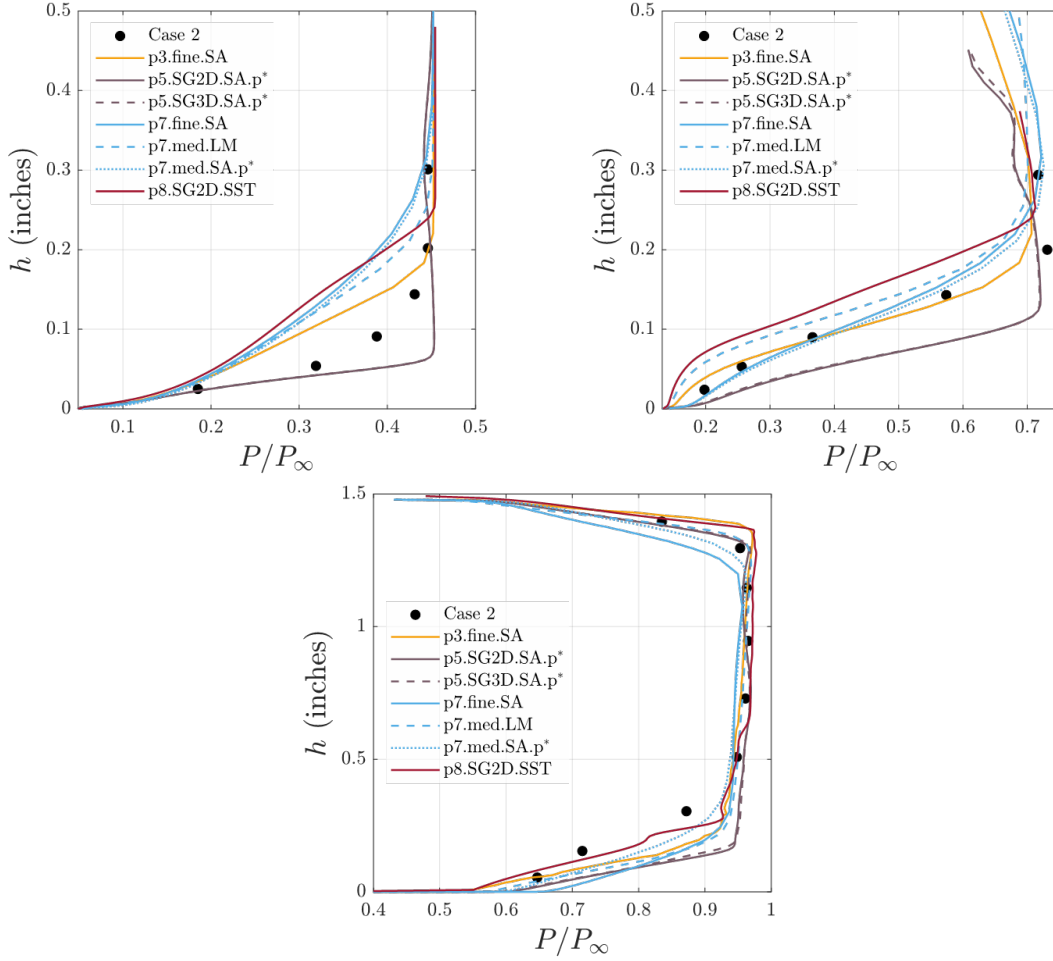 0.5
0.4
0.3
0.2
0.1
0
h (inches)
Case 2
p3.fine.SA
p5.SG2D.SA.p*
p5.SG3D.SA.p*
p7.fine.SA
p7.med.LM
p7.med.SA.p*
p8.SG2D.SST
0.1 0.2 0.3 0.4 0.5
P/P∞
0.5
0.4
0.3
0.2
0.1
0
h (inches)
Case 2
p3.fine.SA
p5.SG2D.SA.p*
p5.SG3D.SA.p*
p7.fine.SA
p7.med.LM
p7.med.SA.p*
p8.SG2D.SST
0.2 0.3 0.4 0.5 0.6 0.7
P/P∞
1.5
1
0.5
0
h (inches)
Case 2
p3.fine.SA
p5.SG2D.SA.p*
p5.SG3D.SA.p*
p7.fine.SA
p7.med.LM
p7.med.SA.p*
p8.SG2D.SST
0.4 0.5 0.6 0.7 0.8 0.9 1
P/P∞